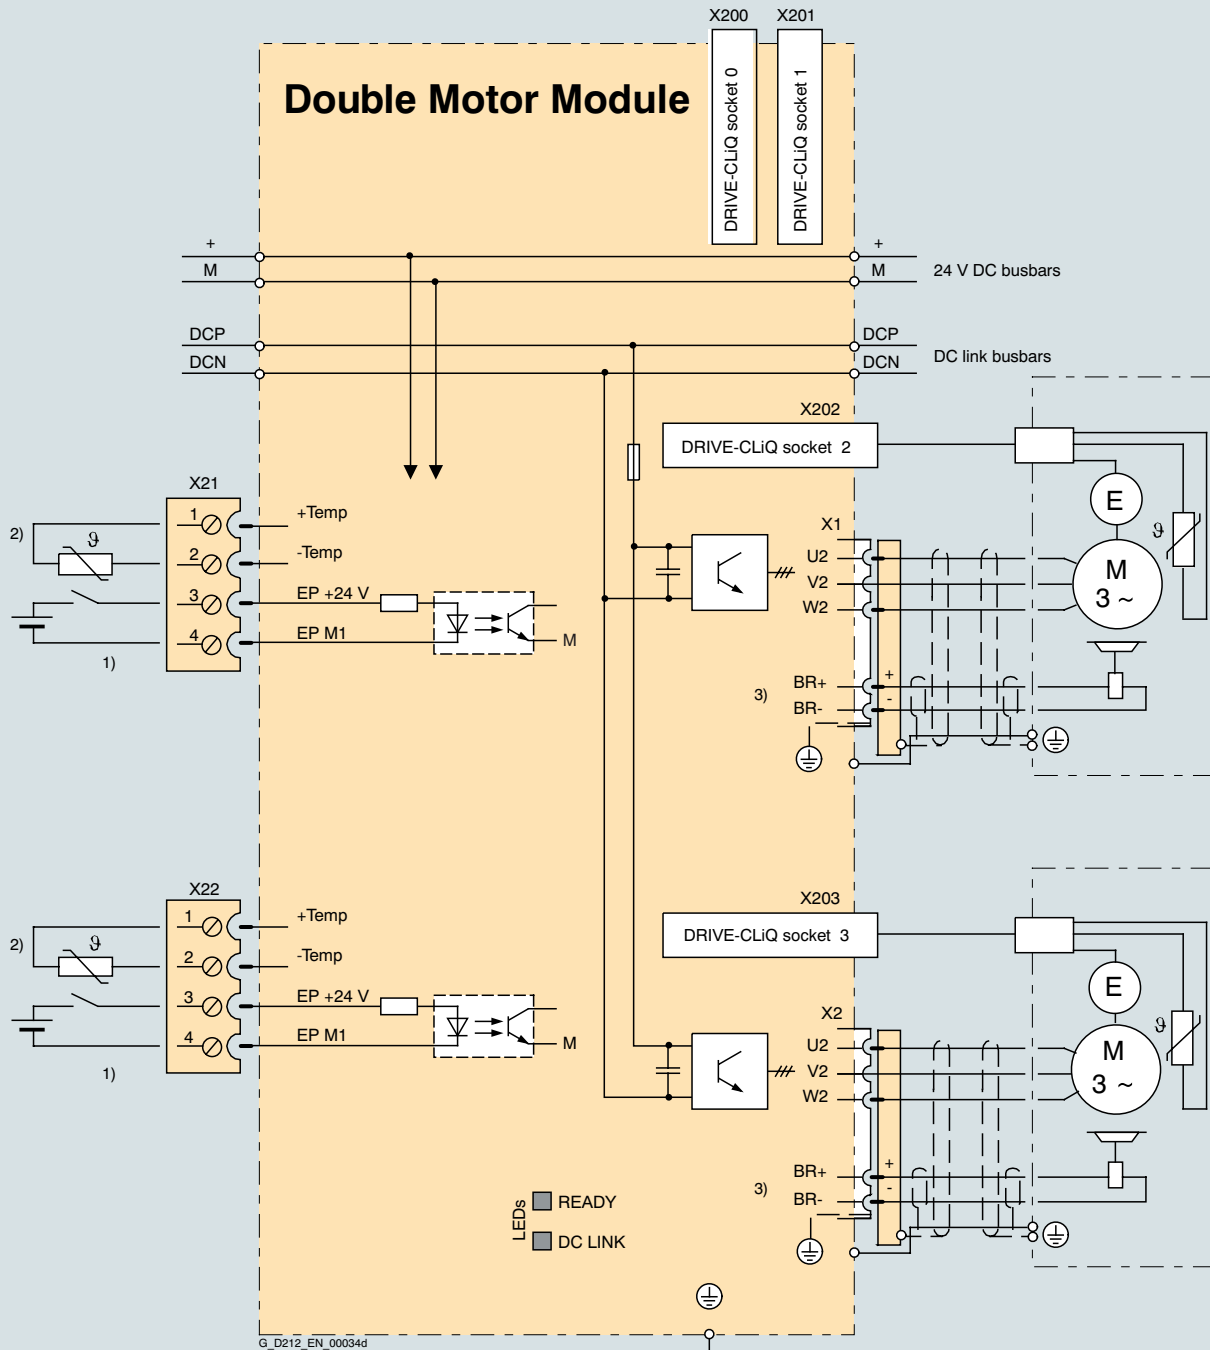 X200 X201
Double Motor Module
DRIVE-CLiQ socket 0
DRIVE-CLiQ socket 1
+ +
M M 24 V DC busbars
DCP DCP
DCN DCN DC link busbars
X202
DRIVE-CLiQ socket 2
X21
1 +Temp
2) ϑ
2 -Temp
3 EP +24 V
4 EP M1 M
1)
X1
U2
V2
W2
E
ϑ
M
3 ~
3) BR+ +
BR- -
X22
1 +Temp
2) ϑ
2 -Temp
3 EP +24 V
4 EP M1 M
1)
X203
DRIVE-CLiQ socket 3
X2
U2
V2
W2
E
ϑ
M
3 ~
3) BR+ +
BR- -
LEDs
READY
DC LINK
G_D212_EN_00034d